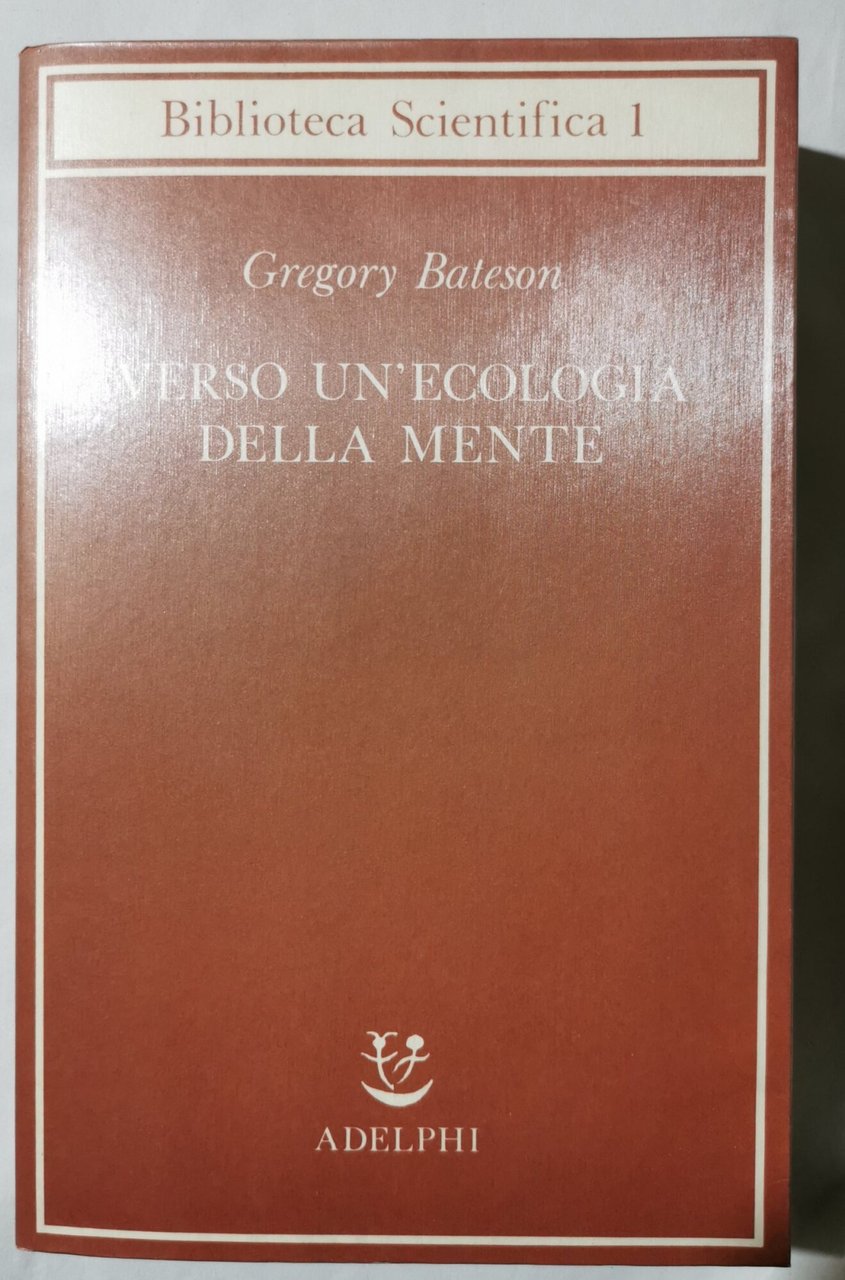 Biblioteca Scientifica 1
Gregory Bateson
VERSO UN'ECOLOGIA
DELLA MENTE
ADELPHI